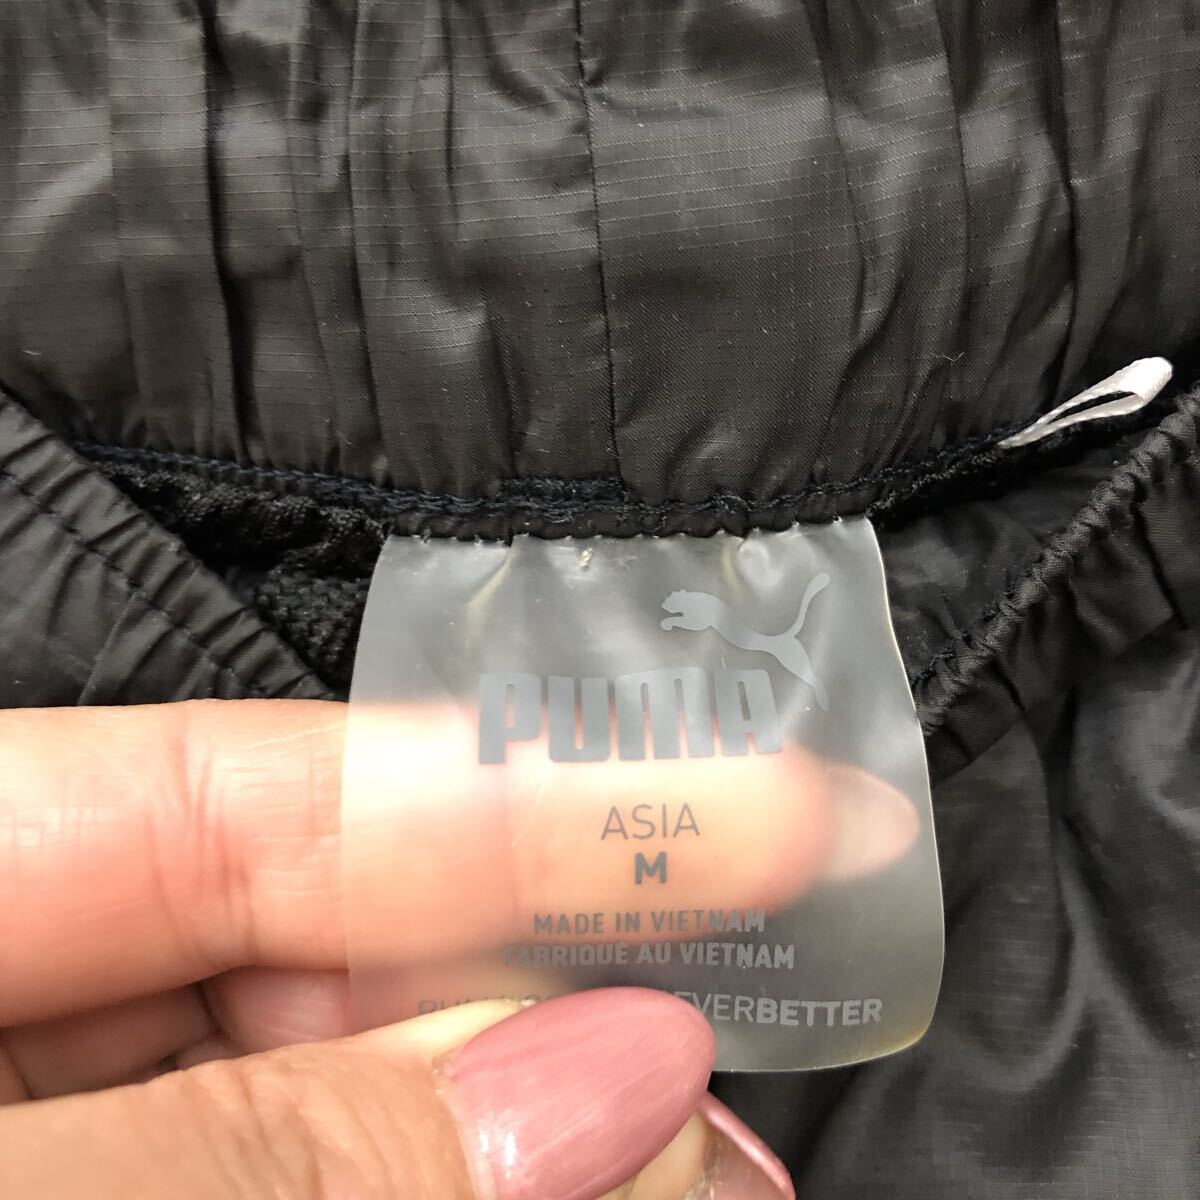 PUMA
ASIA
M
MADE IN VIETNAM
FABRIQUÉ AU VIETNAM
EVERBETTER